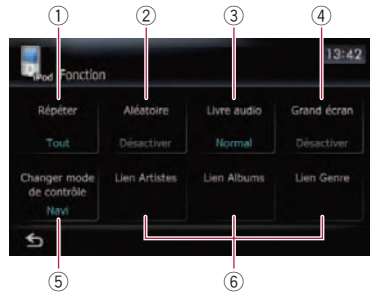 ① ② ③ ④
13:42
iPod Fonction
Répéter Aléatoire Livre audio Grand écran
Tout Désactiver Normal Désactiver
Changer mode Lien Artistes Lien Albums Lien Genre
de contrôle
Navi
⑤ ⑥